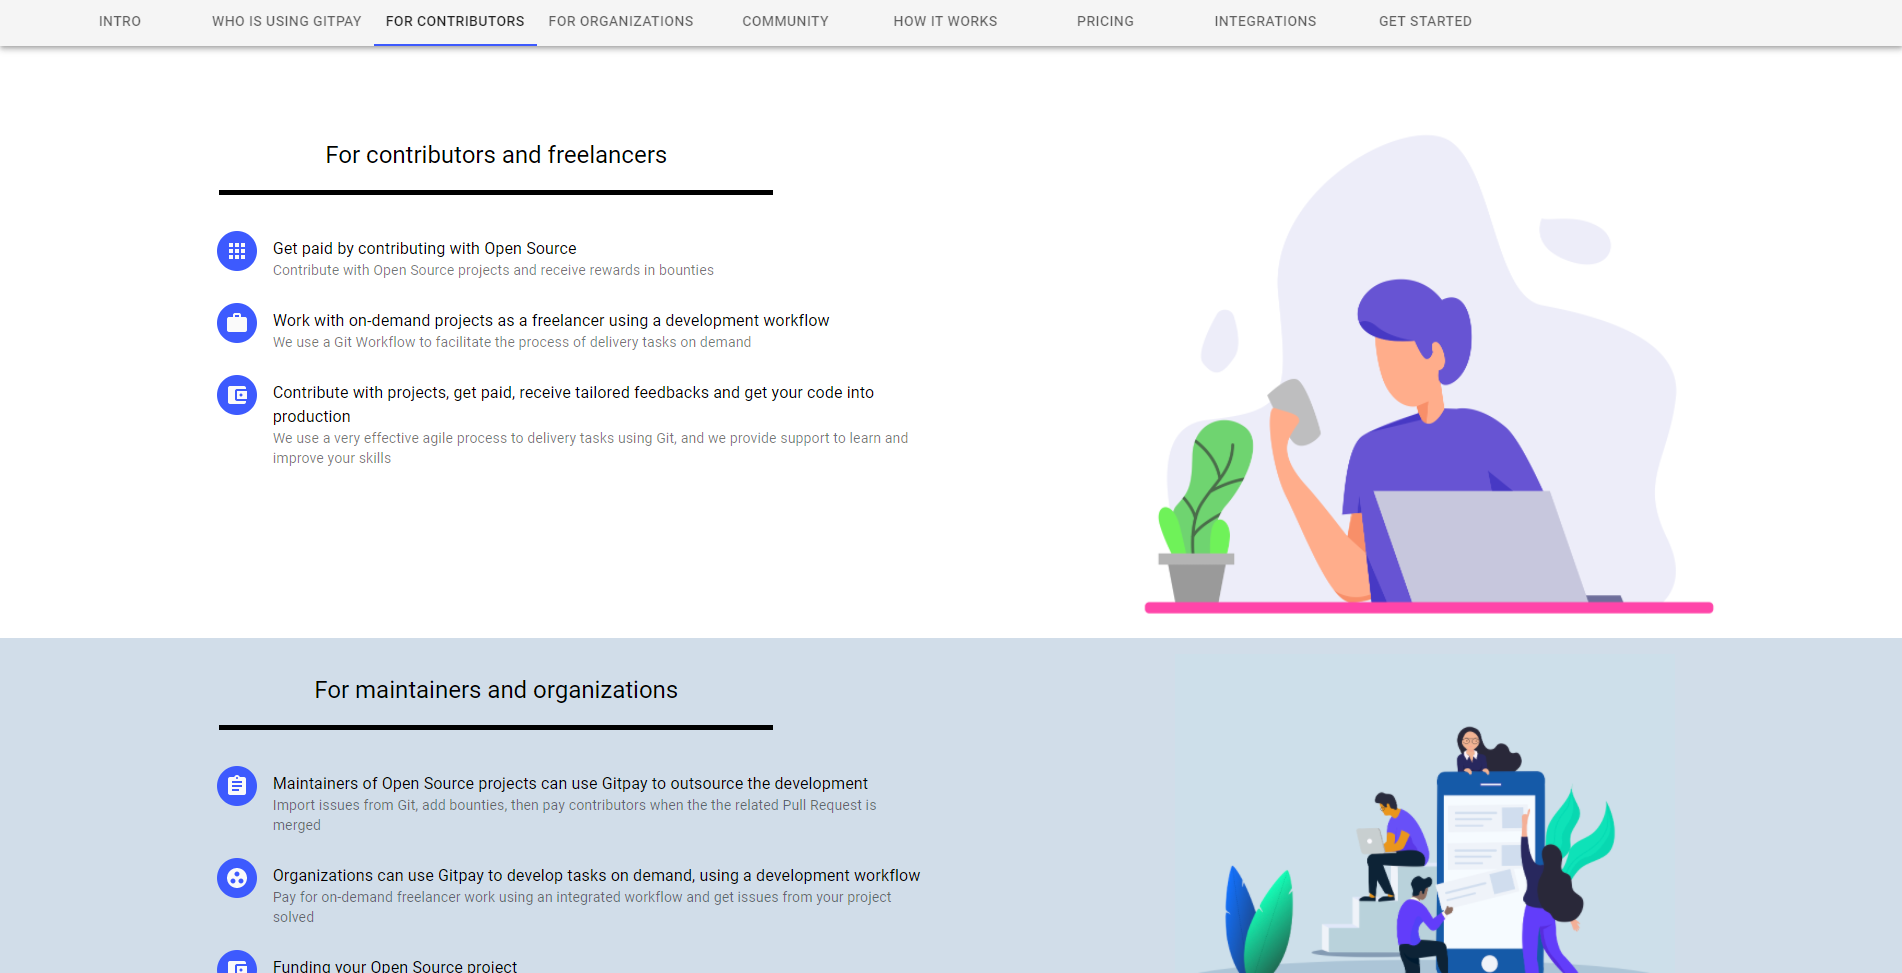 INTRO WHO IS USING GITPAY FOR CONTRIBUTORS FOR ORGANIZATIONS COMMUNITY HOW IT WORKS PRICING INTEGRATIONS GET STARTED
For contributors and freelancers
Get paid by contributing with Open Source
Contribute with Open Source projects and receive rewards in bounties
Work with on-demand projects as a freelancer using a development workflow
We use a Git Workflow to facilitate the process of delivery tasks on demand
Contribute with projects, get paid, receive tailored feedbacks and get your code into
production
We use a very effective agile process to delivery tasks using Git, and we provide support to learn and
improve your skills
For maintainers and organizations
Maintainers of Open Source projects can use Gitpay to outsource the development
Import issues from Git, add bounties, then pay contributors when the the related Pull Request is
merged
Organizations can use Gitpay to develop tasks on demand, using a development workflow
Pay for on-demand freelancer work using an integrated workflow and get issues from your project
solved
Funding your Open Source project